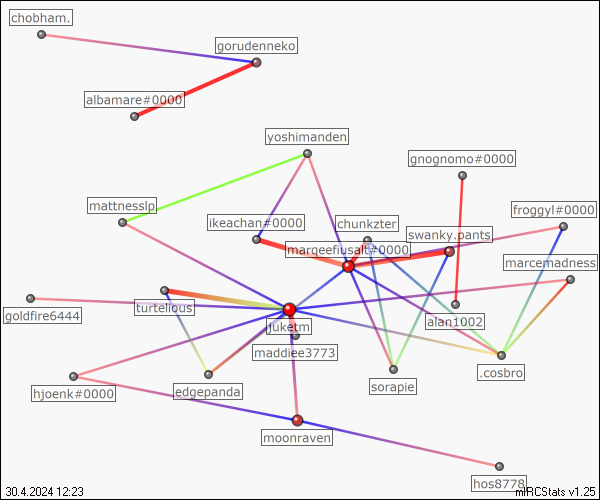 chobham.
gorudenneko
albamare#0000
yoshimanden
gnognomo#0000
mattnesslp
ikeachan#0000
chunkzter
froggyl#0000
swanky.pants
margeefiusalt#0000
marcemadness
turtellous
goldfire6444
juketm
alan1002
maddiee3773
.cosbro
hjoenk#0000
edgepanda
sorapie
moonraven
hos8778
30.4.2024 12:23
mIRCStats v1.25